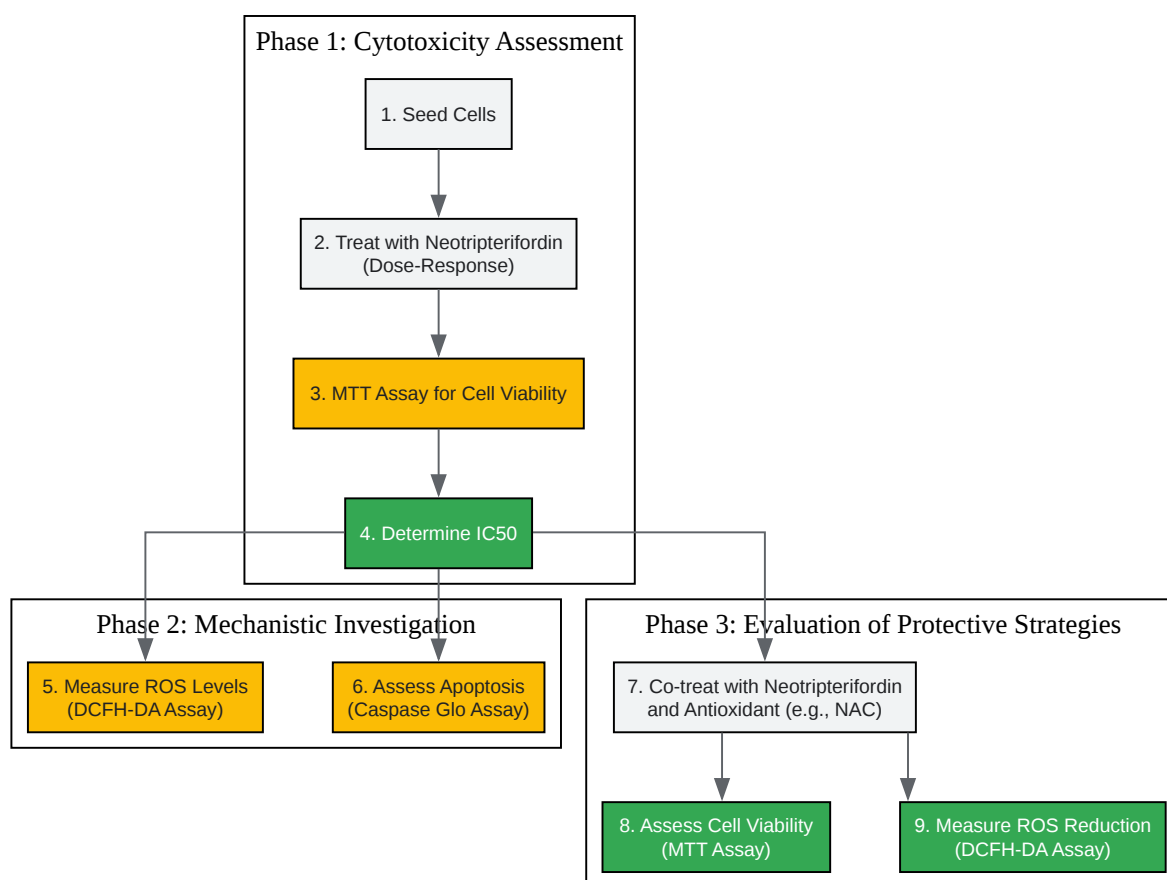 Phase 1: Cytotoxicity Assessment
1. Seed Cells
2. Treat with Neotripterifordin
(Dose-Response)
3. MTT Assay for Cell Viability
4. Determine IC50
Phase 2: Mechanistic Investigation
5. Measure ROS Levels
(DCFH-DA Assay)
6. Assess Apoptosis
(Caspase Glo Assay)
Phase 3: Evaluation of Protective Strategies
7. Co-treat with Neotripterifordin
and Antioxidant (e.g., NAC)
8. Assess Cell Viability
(MTT Assay)
9. Measure ROS Reduction
(DCFH-DA Assay)